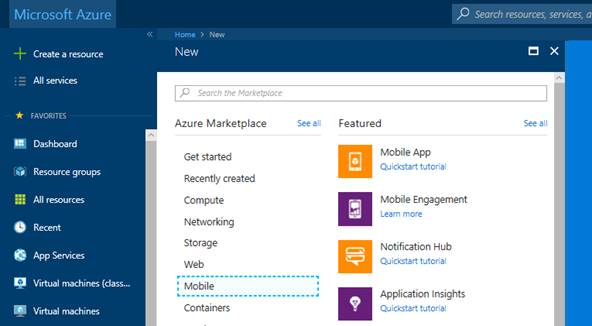 Microsoft Azure
Search resources, services, a
Home > New
Create a resource
All services
FAVORITES
Dashboard
Resource groups
All resources
Recent
App Services
Virtual machines (class...
Virtual machines
New
Search the Marketplace
Azure Marketplace
See all
Get started
Recently created
Compute
Networking
Storage
Web
Mobile
Containers
Featured
See all
Mobile App
Quickstart tutorial
Mobile Engagement
Learn more
Notification Hub
Quickstart tutorial
Application Insights
Quickstart tutorial